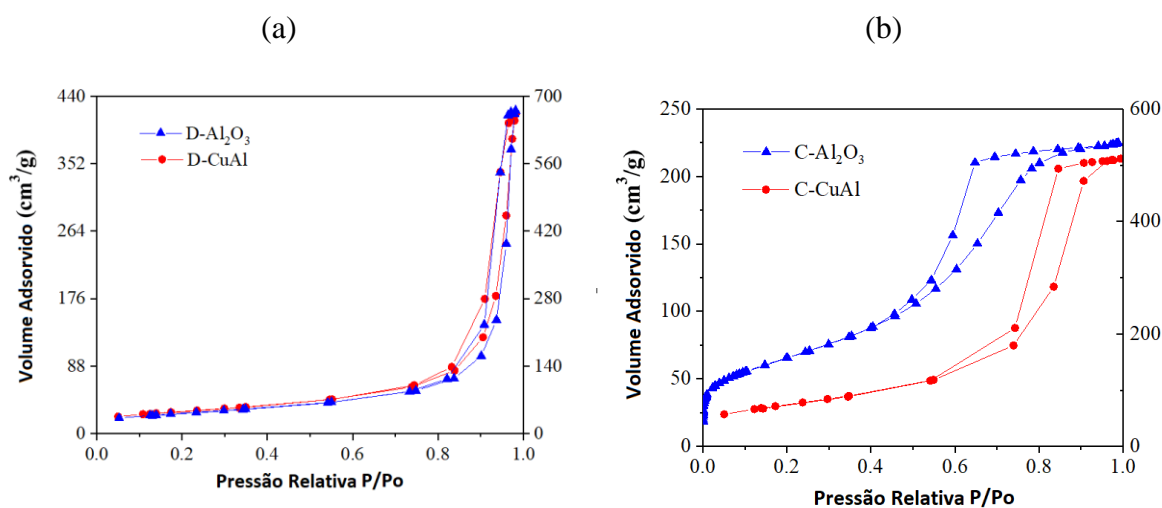 (a)
(b)
Volume Adsorvido (cm³/g)
440
352
264
176
88
0
D-Al₂O₃
D-CuAl
700
560
420
280
140
0
0.0 0.2 0.4 0.6 0.8 1.0
Pressão Relativa P/Po
Volume Adsorvido (cm³/g)
250
200
150
100
50
0
C-Al₂O₃
C-CuAl
600
400
200
0
0.0 0.2 0.4 0.6 0.8 1.0
Pressão Relativa P/Po